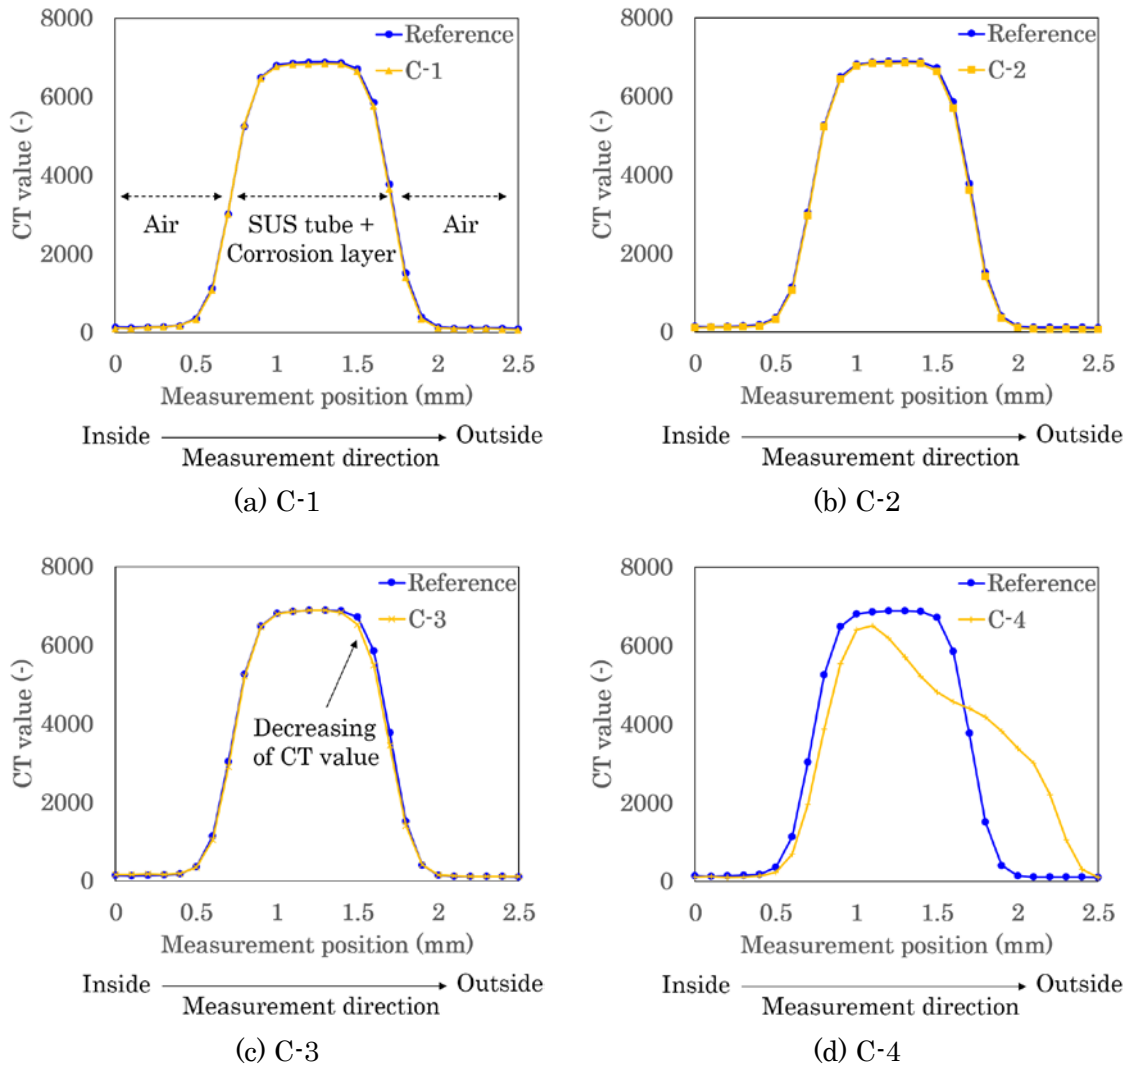 8000
6000
4000
2000
0
CT value (-)
Reference
C-1
Air
SUS tube +
Corrosion layer
Air
0 0.5 1 1.5 2 2.5
Measurement position (mm)
Inside Outside
Measurement direction
(a) C-1
8000
6000
4000
2000
0
CT value (-)
Reference
C-2
0 0.5 1 1.5 2 2.5
Measurement position (mm)
Inside Outside
Measurement direction
(b) C-2
8000
6000
4000
2000
0
CT value (-)
Reference
C-3
Decreasing
of CT value
0 0.5 1 1.5 2 2.5
Measurement position (mm)
Inside Outside
Measurement direction
(c) C-3
8000
6000
4000
2000
0
CT value (-)
Reference
C-4
0 0.5 1 1.5 2 2.5
Measurement position (mm)
Inside Outside
Measurement direction
(d) C-4